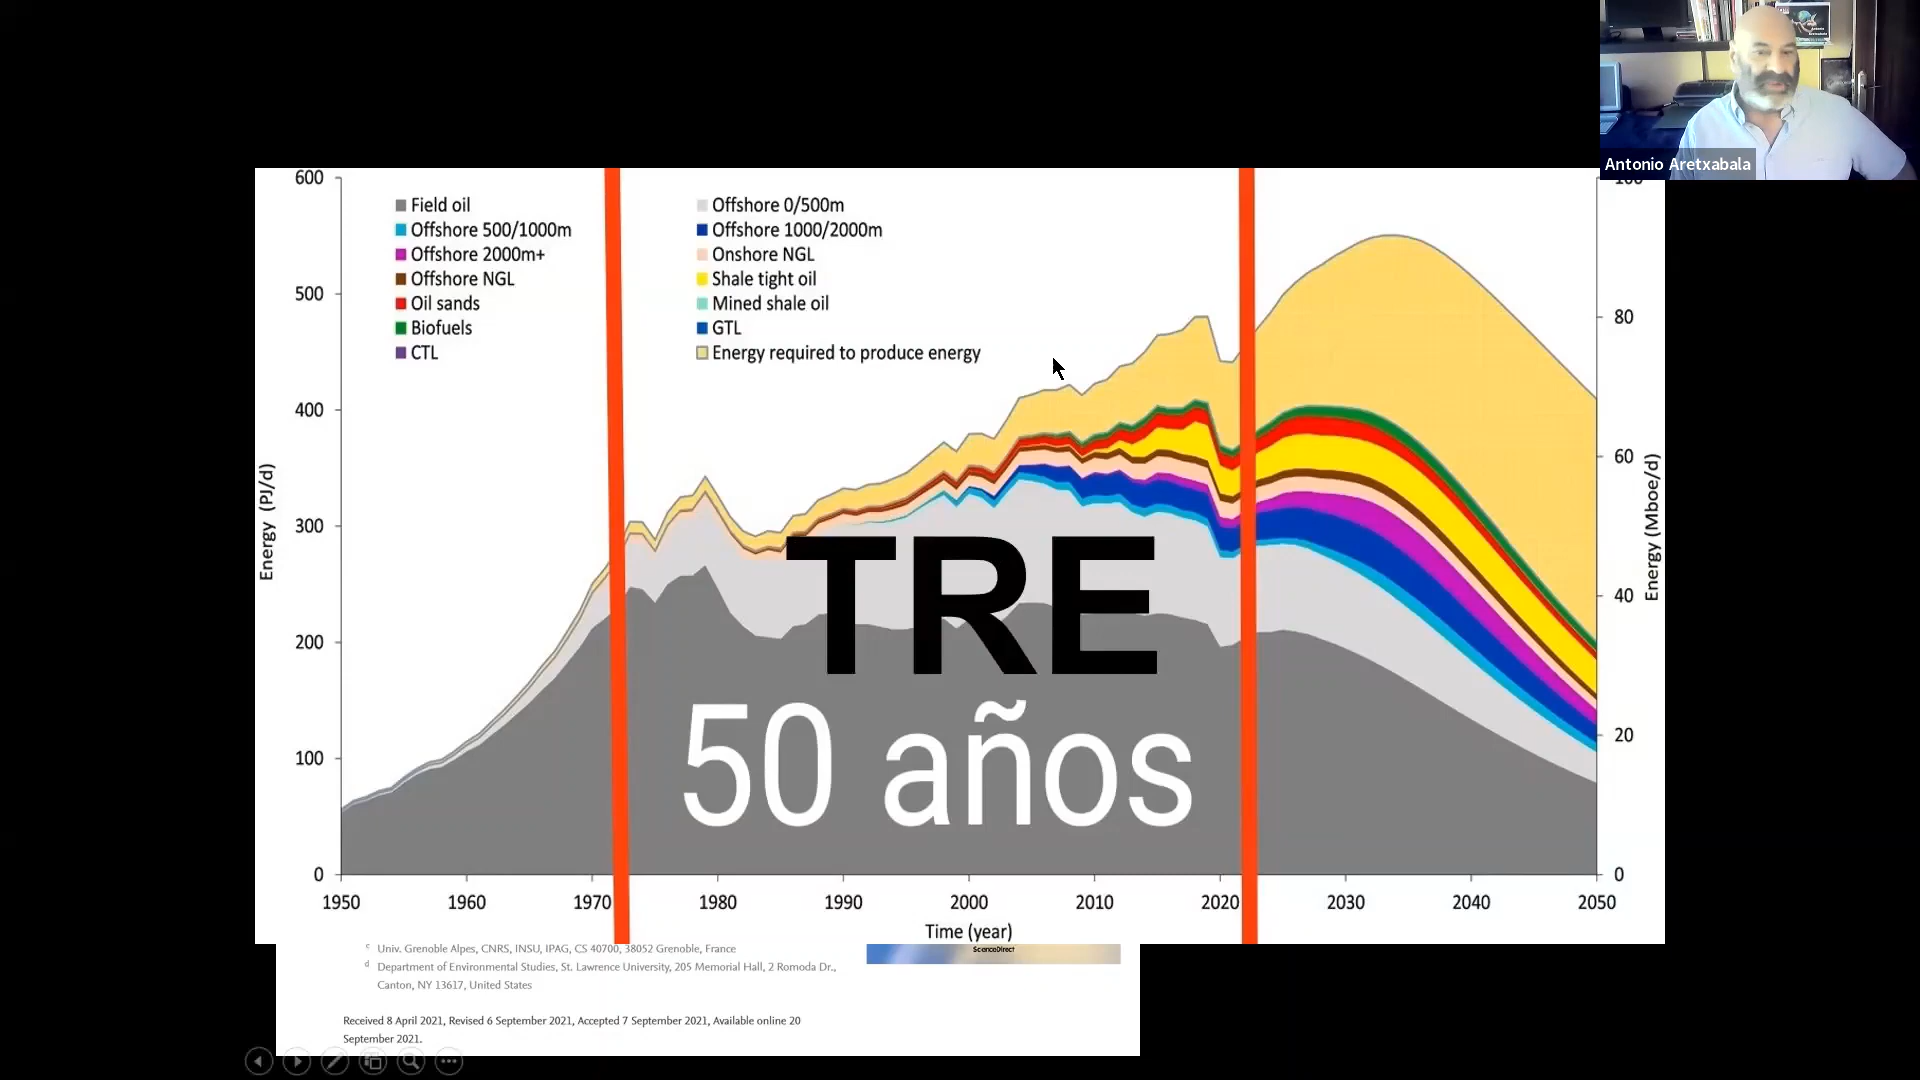 Antonio Aretxabala
600
500
400
300
200
100
0
Energy (PJ/d)
Field oil
Offshore 500/1000m
Offshore 2000m+
Offshore NGL
Oil sands
Biofuels
CTL
Offshore 0/500m
Offshore 1000/2000m
Onshore NGL
Shale tight oil
Mined shale oil
GTL
Energy required to produce energy
TRE
50 años
100
80
60
40
20
0
Energy (Mboe/d)
1950 1960 1970 1980 1990 2000 2010 2020 2030 2040 2050
Time (year)
c Univ. Grenoble Alpes, CNRS, INSU, IPAG, CS 40700, 38052 Grenoble, France
d Department of Environmental Studies, St. Lawrence University, 205 Memorial Hall, 2 Romoda Dr.,
Canton, NY 13617, United States
ScienceDirect
Received 8 April 2021, Revised 6 September 2021, Accepted 7 September 2021, Available online 20
September 2021.